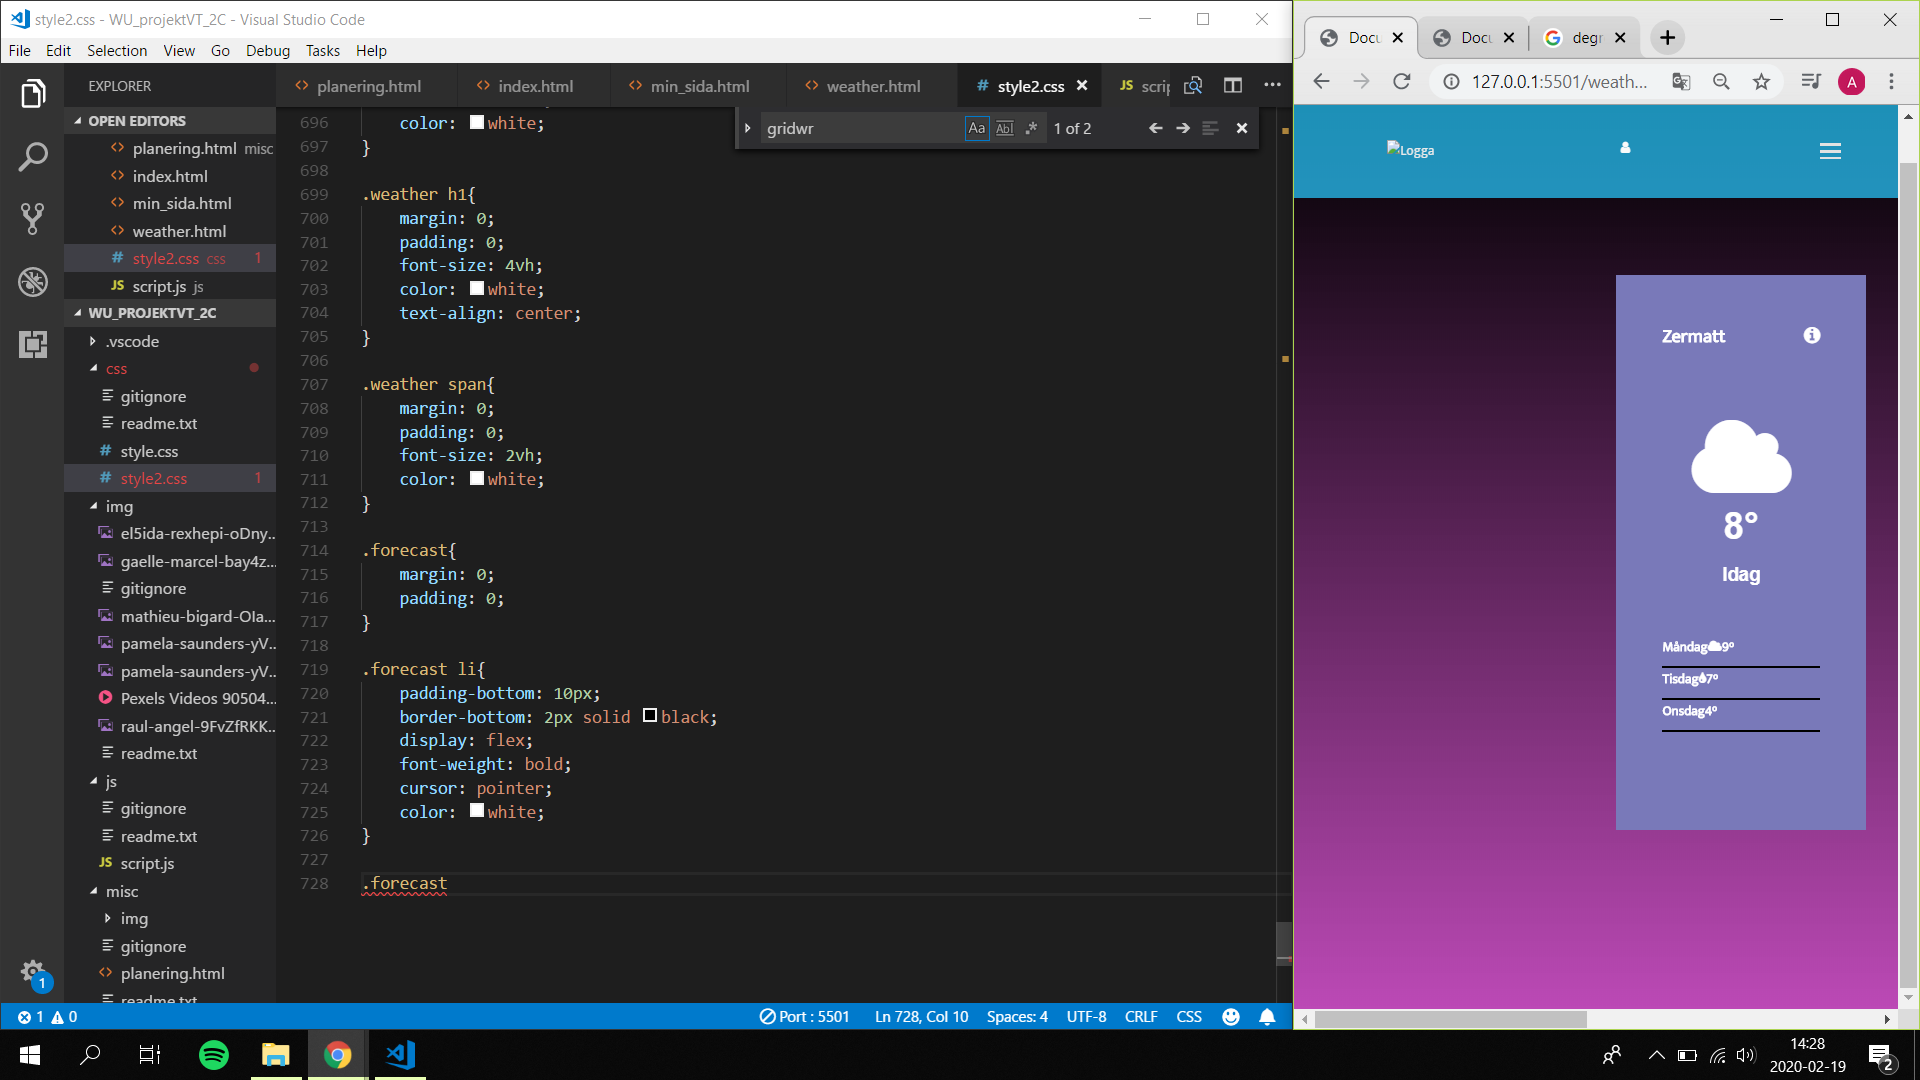 style2.css - WU_projektVT_2C - Visual Studio Code
File Edit Selection View Go Debug Tasks Help
EXPLORER
OPEN EDITORS
planering.html misc
index.html
min_sida.html
weather.html
style2.css css 1
script.js js
WU_PROJEKTVT_2C
.vscode
css
gitignore
readme.txt
style.css
style2.css 1
img
el5ida-rexhepi-oDny...
gaelle-marcel-bay4z...
gitignore
mathieu-bigard-OIa...
pamela-saunders-yV...
pamela-saunders-yV...
Pexels Videos 90504...
raul-angel-9FvZfRKK...
readme.txt
js
gitignore
readme.txt
script.js
misc
img
gitignore
planering.html
readme.txt
1
planering.html index.html min_sida.html weather.html style2.css scrip
gridwr Aa Abl .* 1 of 2
696 color: white;
697 }
698
699 .weather h1{
700 margin: 0;
701 padding: 0;
702 font-size: 4vh;
703 color: white;
704 text-align: center;
705 }
706
707 .weather span{
708 margin: 0;
709 padding: 0;
710 font-size: 2vh;
711 color: white;
712 }
713
714 .forecast{
715 margin: 0;
716 padding: 0;
717 }
718
719 .forecast li{
720 padding-bottom: 10px;
721 border-bottom: 2px solid black;
722 display: flex;
723 font-weight: bold;
724 cursor: pointer;
725 color: white;
726 }
727
728 .forecast
1 0 Port : 5501 Ln 728, Col 10 Spaces: 4 UTF-8 CRLF CSS
Docu Docu degr
127.0.0.1:5501/weath... A
Logga
Zermatt
8°
Idag
Måndag 9°
Tisdag 7°
Onsdag4°
14:28
2020-02-19
2